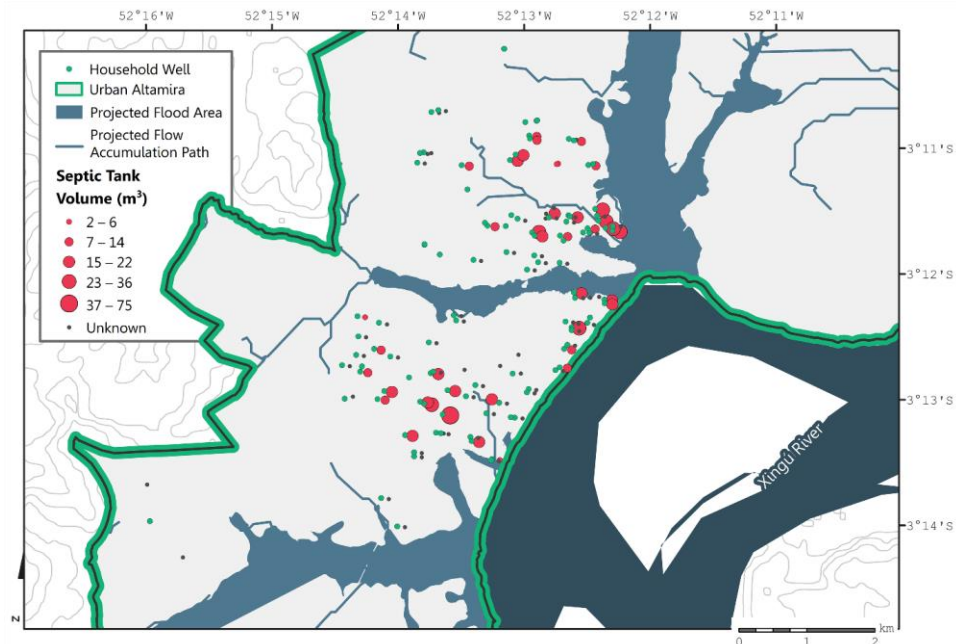 52°16'W 52°15'W 52°14'W 52°13'W 52°12'W 52°11'W
Household Well
Urban Altamira
Projected Flood Area
Projected Flow
Accumulation Path
Septic Tank
Volume (m³)
2 – 6
7 – 14
15 – 22
23 – 36
37 – 75
Unknown
3°11'S
3°12'S
3°13'S
3°14'S
Xingú River
N
km
0 1 2